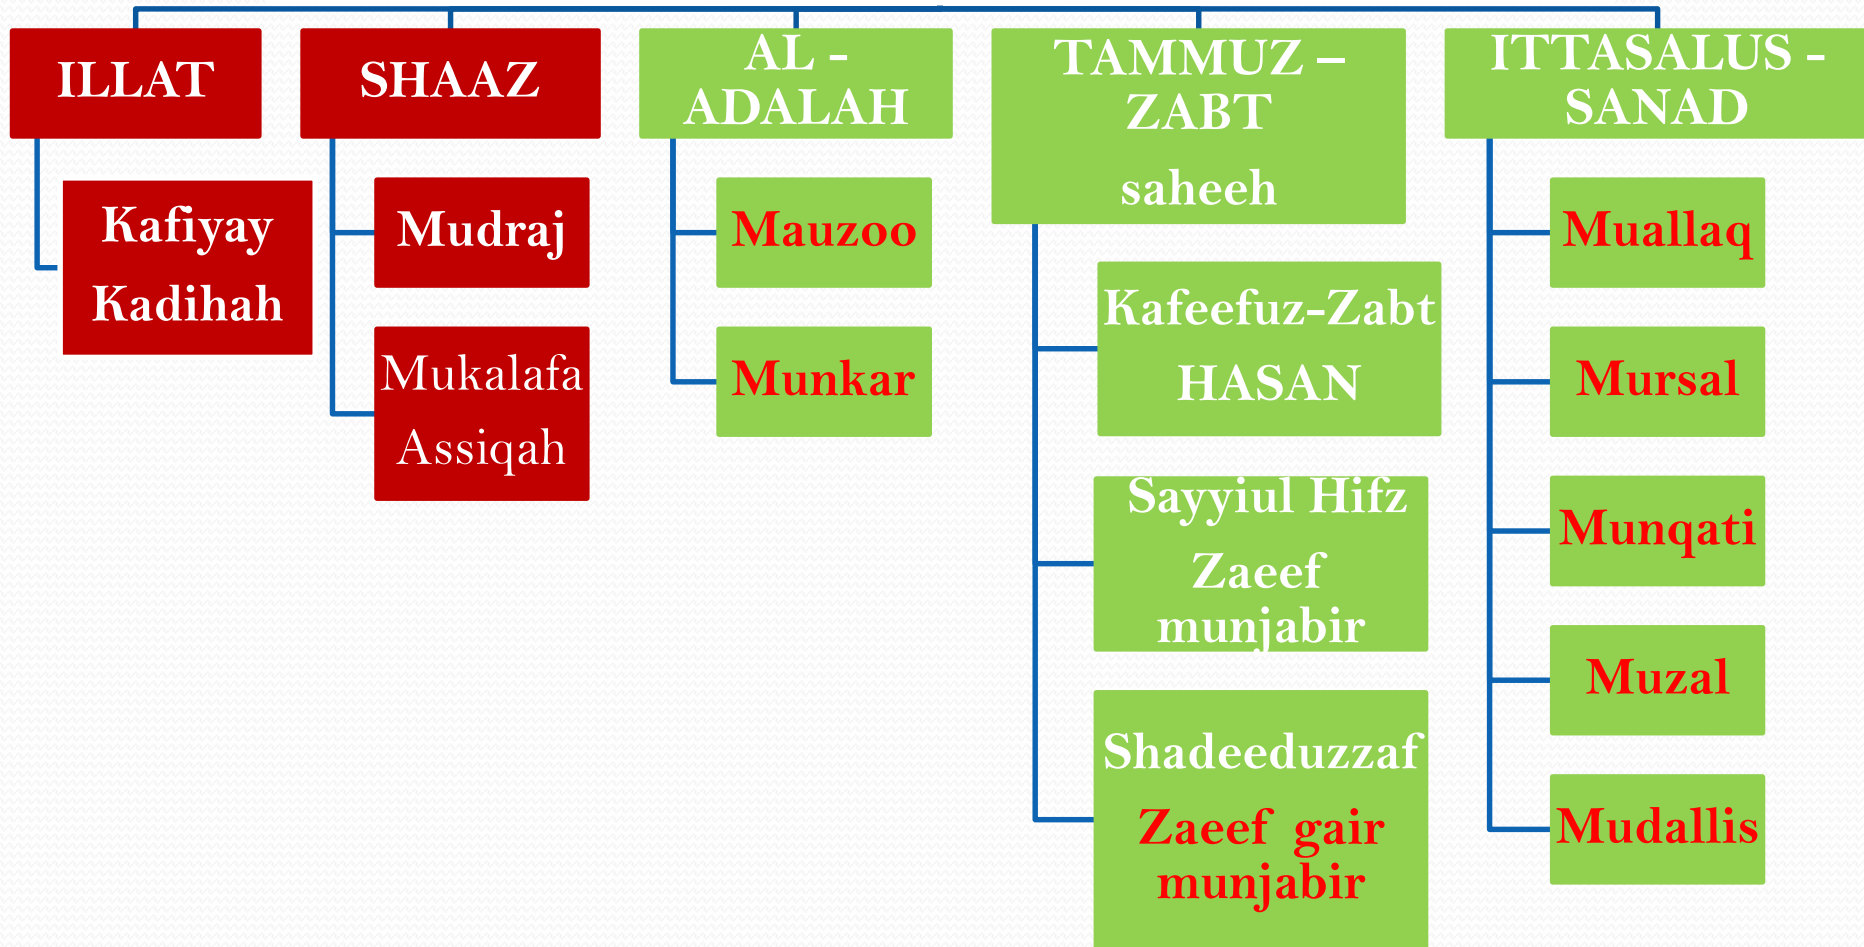 ILLAT
Kafiyay
Kadihah
SHAAZ
Mudraj
Mukalafa
Assiqah
AL -
ADALAH
Mauzoo
Munkar
TAMMUZ –
ZABT
saheeh
Kafeefuz-Zabt
HASAN
Sayyiul Hifz
Zaeef
munjabir
Shadeeduzzaf
Zaeef gair
munjabir
ITTASALUS -
SANAD
Muallaq
Mursal
Munqati
Muzal
Mudallis